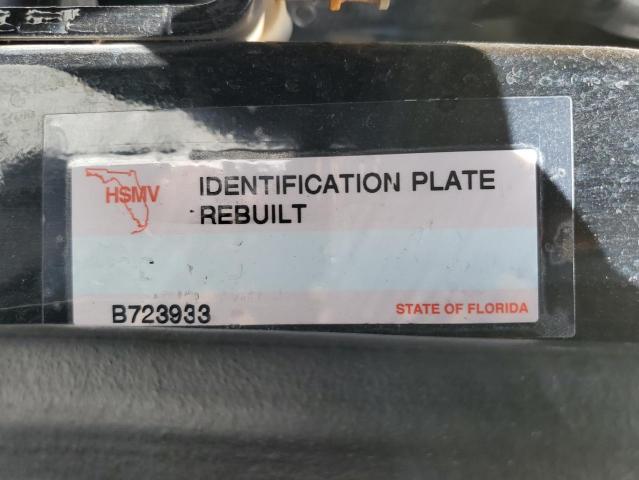 HSMV
IDENTIFICATION PLATE
REBUILT
B723933
STATE OF FLORIDA